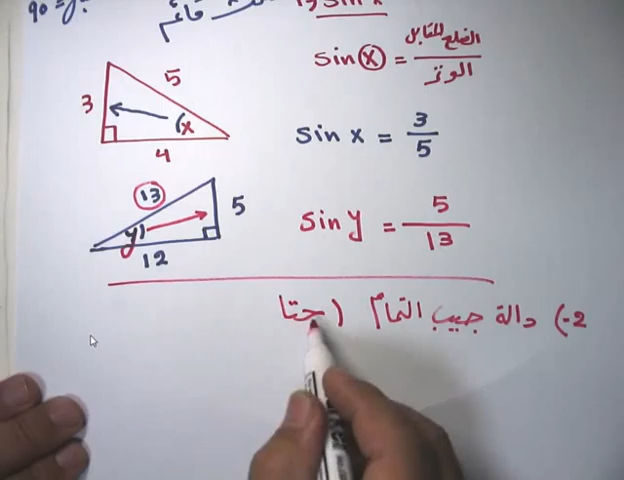 قائم
sin x = الضلع المقابل / الوتر
5
3
x
4
sin x = 3/5
13
5
y
12
sin y = 5/13
2-) دالة جيب التمام (جتا